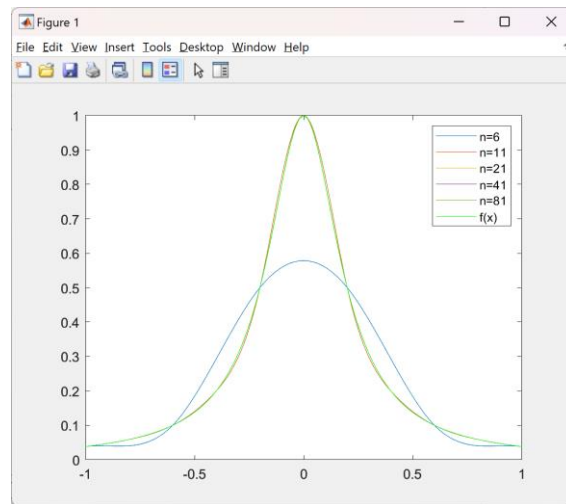 Figure 1
File Edit View Insert Tools Desktop Window Help
1
0.9
0.8
0.7
0.6
0.5
0.4
0.3
0.2
0.1
0
-1
-0.5
0
0.5
1
n=6
n=11
n=21
n=41
n=81
f(x)